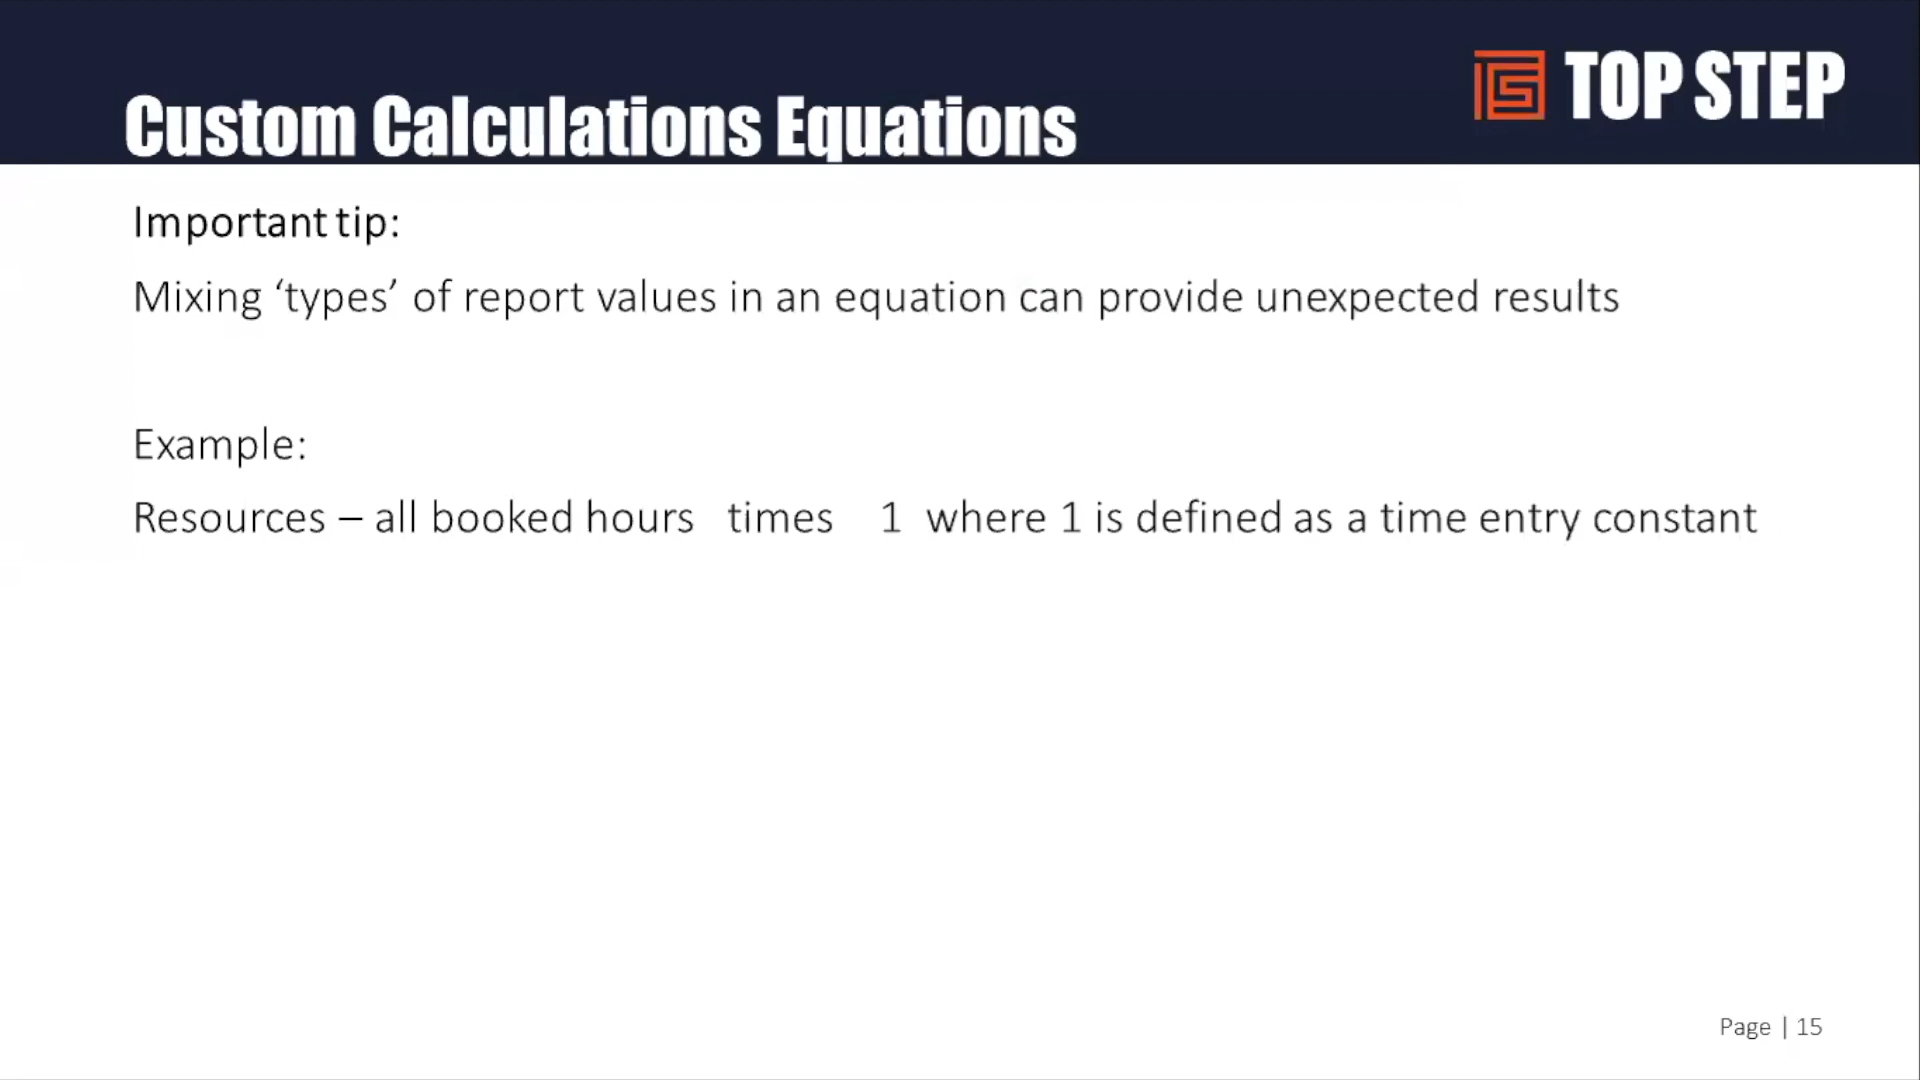 TOP STEP
Custom Calculations Equations
Important tip:
Mixing ‘types’ of report values in an equation can provide unexpected results
Example:
Resources – all booked hours times 1 where 1 is defined as a time entry constant
Page | 15